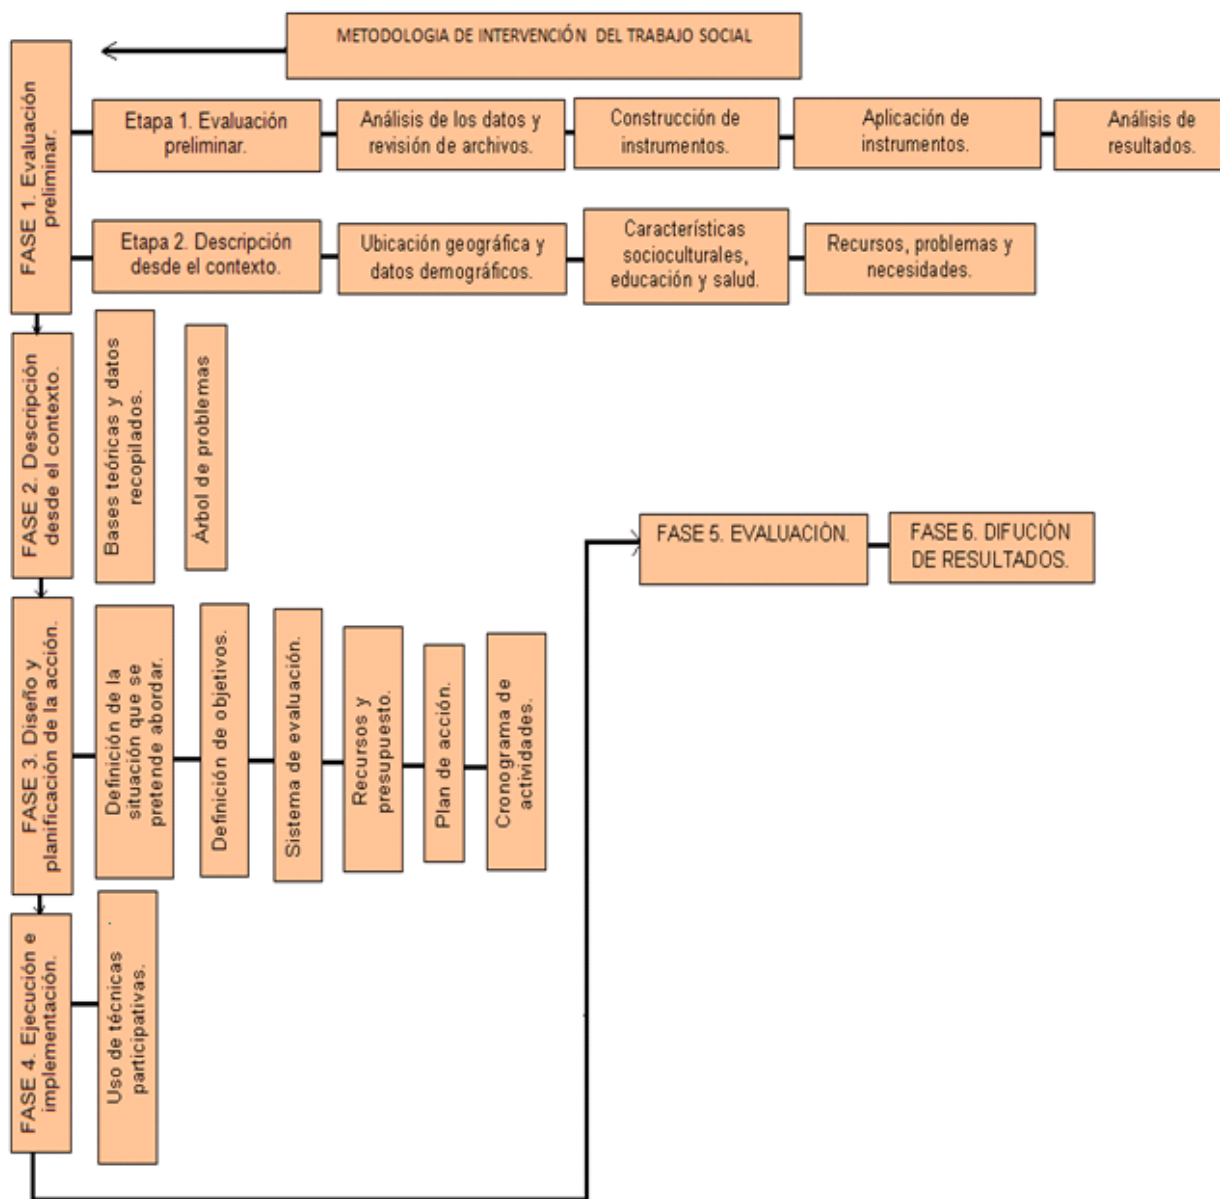 METODOLOGIA DE INTERVENCIÓN DEL TRABAJO SOCIAL
FASE 1. Evaluación
preliminar.
Etapa 1. Evaluación
preliminar.
Análisis de los datos y
revisión de archivos.
Construcción de
instrumentos.
Aplicación de
instrumentos.
Análisis de
resultados.
Etapa 2. Descripción
desde el contexto.
Ubicación geográfica y
datos demográficos.
Características
socioculturales,
educación y salud.
Recursos, problemas y
necesidades.
FASE 2. Descripción
desde el contexto.
Bases teóricas y datos
recopilados.
Árbol de problemas
FASE 3. Diseño y
planificación de la acción.
Definición de la
situación que se
pretende abordar.
Definición de objetivos.
Sistema de evaluación.
Recursos y
presupuesto.
Plan de acción.
Cronograma de
actividades.
FASE 4. Ejecución e
implementación.
Uso de técnicas
participativas.
FASE 5. EVALUACIÓN.
FASE 6. DIFUCIÓN
DE RESULTADOS.